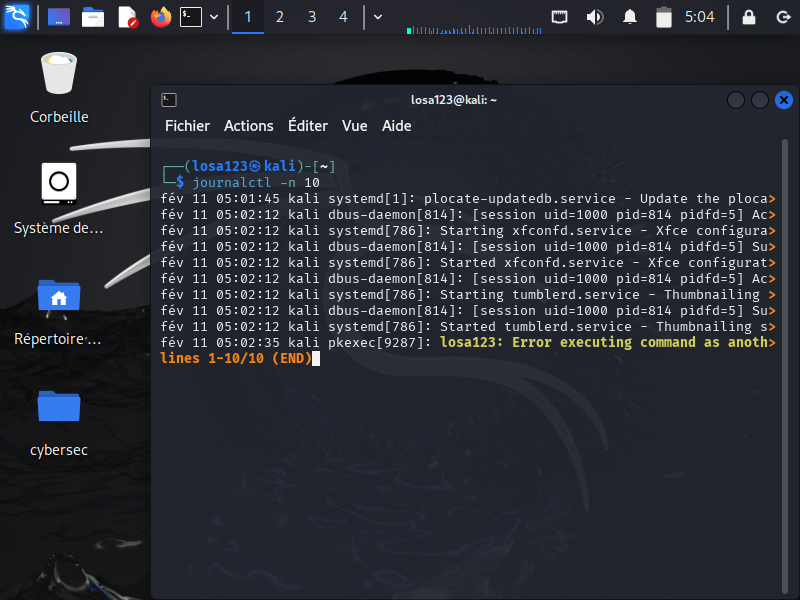 1 2 3 4 5:04
Corbeille
Système de...
Répertoire ...
cybersec
losa123@kali: ~
Fichier Actions Éditer Vue Aide
┌──(losa123㉿kali)-[~]
└─$ journalctl -n 10
fév 11 05:01:45 kali systemd[1]: plocate-updatedb.service - Update the ploca>
fév 11 05:02:12 kali dbus-daemon[814]: [session uid=1000 pid=814 pidfd=5] Ac>
fév 11 05:02:12 kali systemd[786]: Starting xfconfd.service - Xfce configura>
fév 11 05:02:12 kali dbus-daemon[814]: [session uid=1000 pid=814 pidfd=5] Su>
fév 11 05:02:12 kali systemd[786]: Started xfconfd.service - Xfce configurat>
fév 11 05:02:12 kali dbus-daemon[814]: [session uid=1000 pid=814 pidfd=5] Ac>
fév 11 05:02:12 kali systemd[786]: Starting tumblerd.service - Thumbnailing >
fév 11 05:02:12 kali dbus-daemon[814]: [session uid=1000 pid=814 pidfd=5] Su>
fév 11 05:02:12 kali systemd[786]: Started tumblerd.service - Thumbnailing s>
fév 11 05:02:35 kali pkexec[9287]: losa123: Error executing command as anoth>
lines 1-10/10 (END)